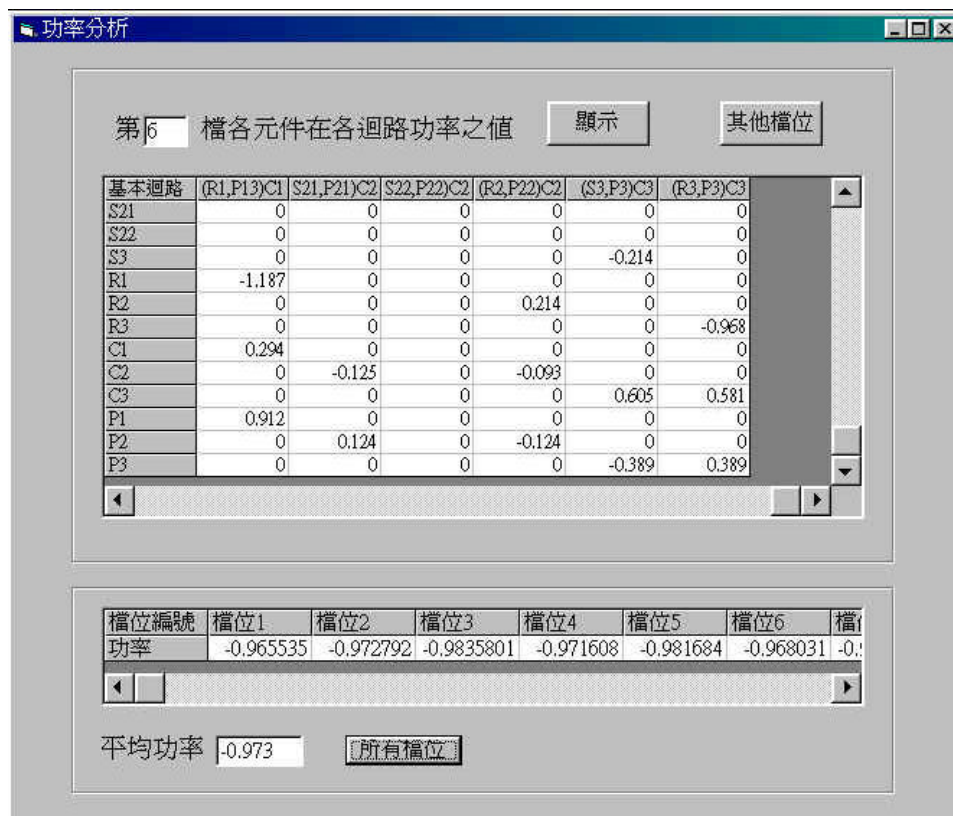 功率分析
第 6 檔各元件在各迴路功率之值 顯示 其他檔位
基本迴路 (R1,P13)C1 S21,P21)C2 S22,P22)C2 (R2,P22)C2 (S3,P3)C3 (R3,P3)C3
S21 0 0 0 0 0 0
S22 0 0 0 0 0 0
S3 0 0 0 0 -0.214 0
R1 -1.187 0 0 0 0 0
R2 0 0 0 0.214 0 0
R3 0 0 0 0 0 -0.968
C1 0.294 0 0 0 0 0
C2 0 -0.125 0 -0.093 0 0
C3 0 0 0 0 0.605 0.581
P1 0.912 0 0 0 0 0
P2 0 0.124 0 -0.124 0 0
P3 0 0 0 0 -0.389 0.389
檔位編號 檔位1 檔位2 檔位3 檔位4 檔位5 檔位6
功率 -0.965535 -0.972792 -0.9835801 -0.971608 -0.981684 -0.968031
平均功率 -0.973 所有檔位